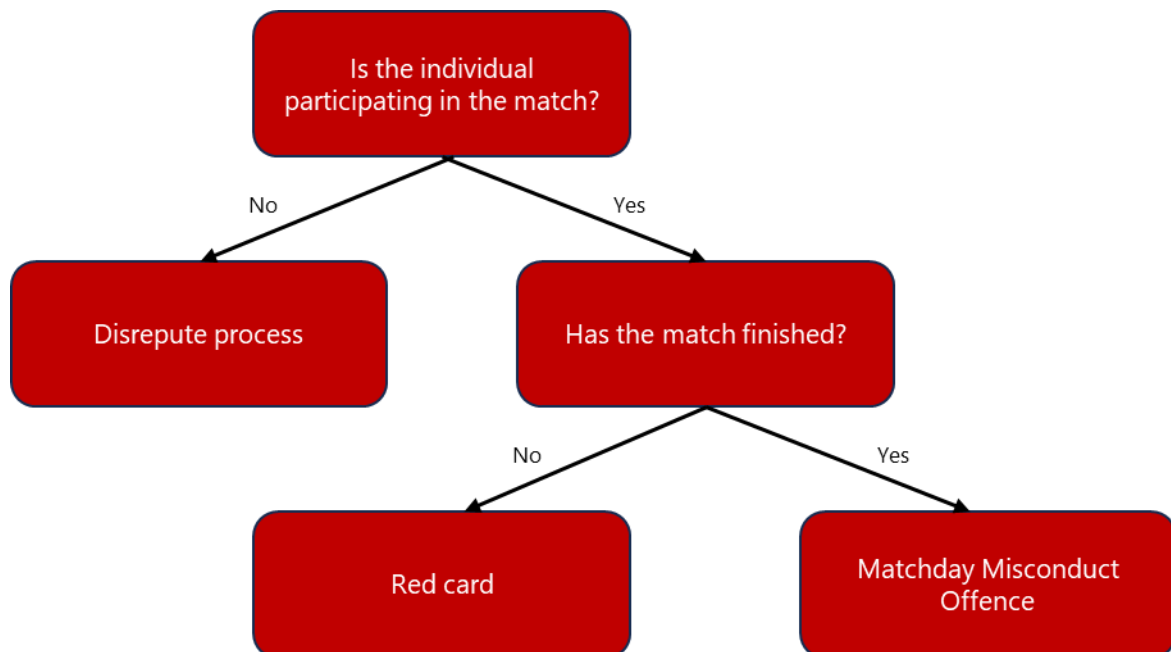 Is the individual
participating in the match?
No
Yes
Disrepute process
Has the match finished?
No
Yes
Red card
Matchday Misconduct
Offence